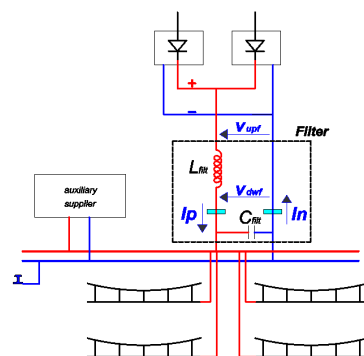 +
−
Filter
Vupf
Lfilt
Vdwf
Ip
In
Cfilt
auxiliary
supplier